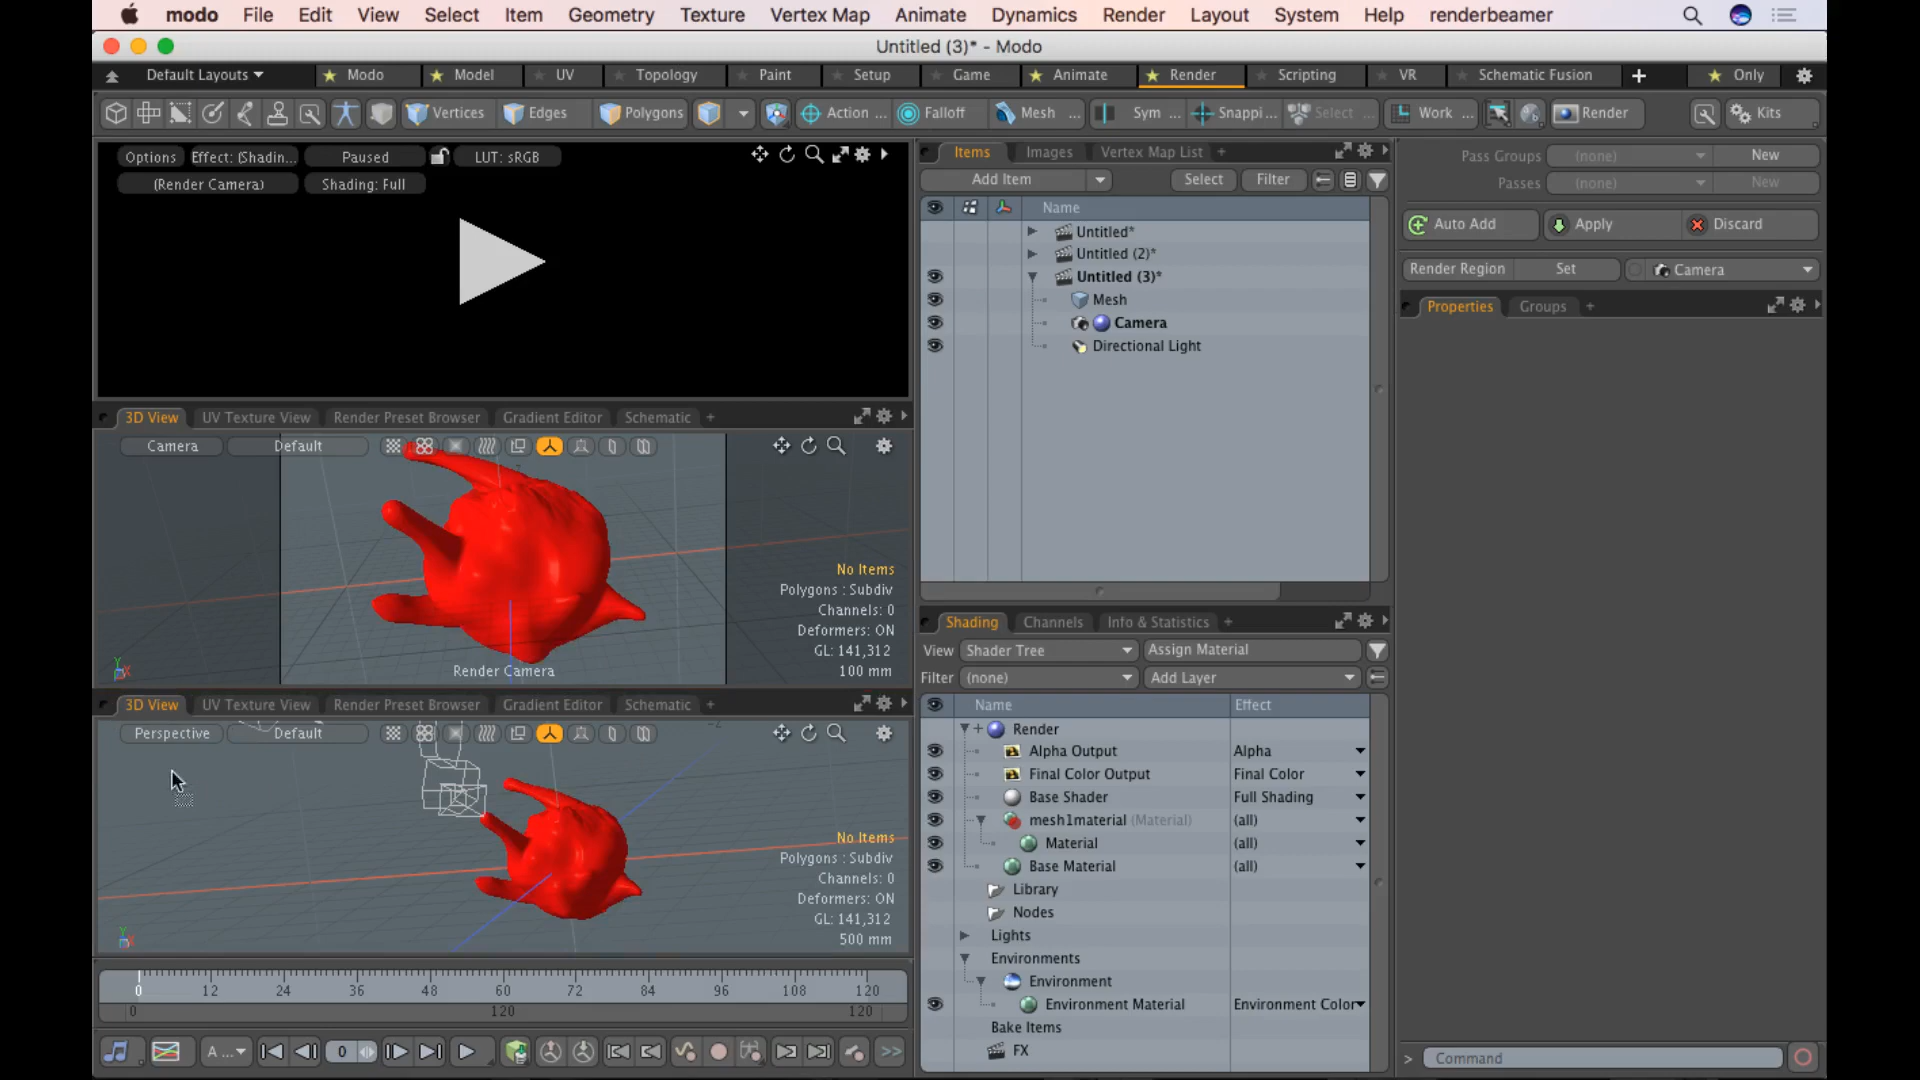 modo File Edit View Select Item Geometry Texture Vertex Map Animate Dynamics Render Layout System Help renderbeamer
Untitled (3)* - Modo
Default Layouts Modo Model UV Topology Paint Setup Game Animate Render Scripting VR Schematic Fusion + Only
Vertices Edges Polygons Action ... Falloff Mesh ... Sym ... Snappi... Select ... Work ... Render Kits
Options Effect: (Shadin... Paused LUT: sRGB
(Render Camera) Shading: Full
Items Images Vertex Map List +
Add Item Select Filter
Name
Untitled*
Untitled (2)*
Untitled (3)*
Mesh
Camera
Directional Light
Pass Groups (none) New
Passes (none) New
Auto Add Apply Discard
Render Region Set Camera
Properties Groups +
3D View UV Texture View Render Preset Browser Gradient Editor Schematic +
Camera Default
No Items
Polygons : Subdiv
Channels: 0
Deformers: ON
GL: 141,312
100 mm
Render Camera
3D View UV Texture View Render Preset Browser Gradient Editor Schematic +
Perspective Default
No Items
Polygons : Subdiv
Channels: 0
Deformers: ON
GL: 141,312
500 mm
0 12 24 36 48 60 72 84 96 108 120
0 120 120
A ... 0 >>
Shading Channels Info & Statistics +
View Shader Tree Assign Material
Filter (none) Add Layer
Name Effect
Render
Alpha Output Alpha
Final Color Output Final Color
Base Shader Full Shading
mesh1material (Material) (all)
Material (all)
Base Material (all)
Library
Nodes
Lights
Environments
Environment
Environment Material Environment Color
Bake Items
FX
> Command